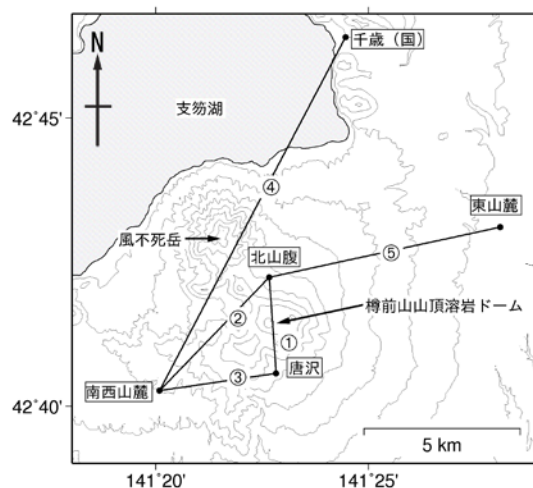 N
千歳（国）
支笏湖
42˚45'
④
東山麓
風不死岳
北山腹
⑤
樽前山山頂溶岩ドーム
②
①
唐沢
③
南西山麓
42˚40'
5 km
141˚20'
141˚25'